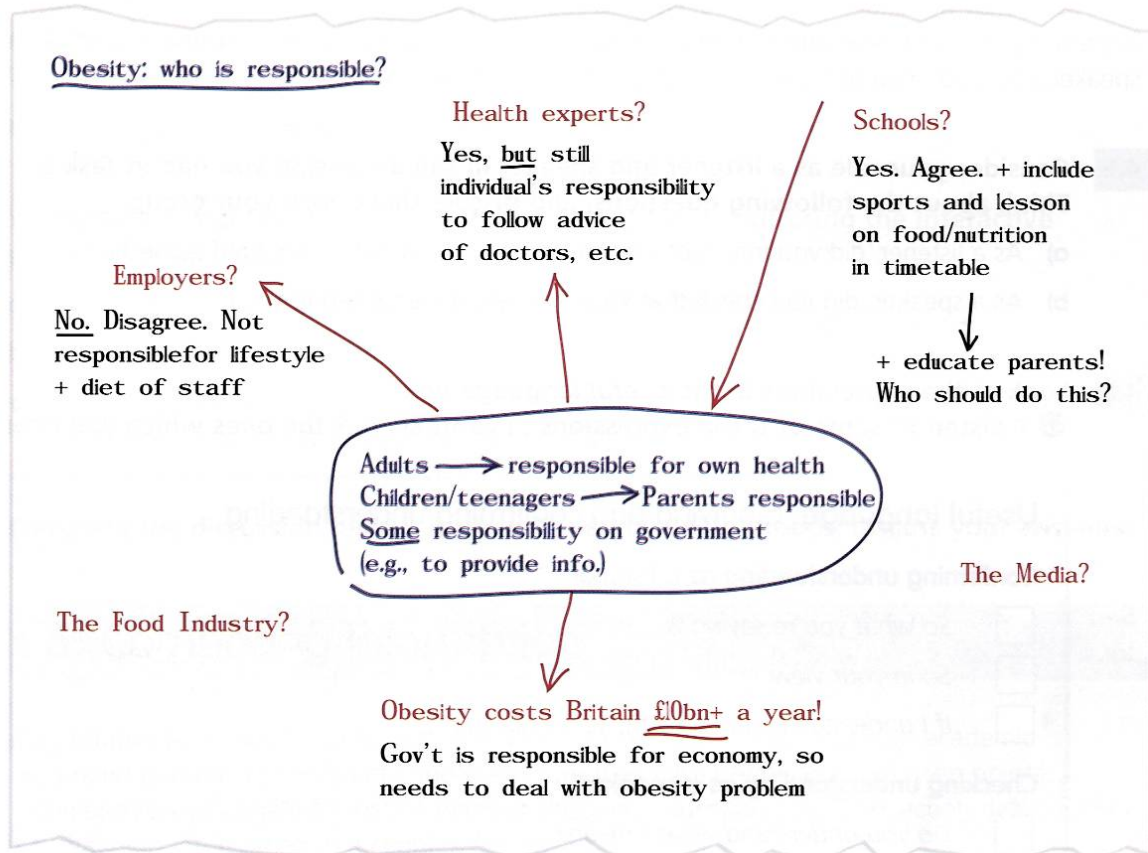 Obesity: who is responsible?
Health experts?
Yes, but still
individual's responsibility
to follow advice
of doctors, etc.
Schools?
Yes. Agree. + include
sports and lesson
on food/nutrition
in timetable
+ educate parents!
Who should do this?
Employers?
No. Disagree. Not
responsiblefor lifestyle
+ diet of staff
Adults → responsible for own health
Children/teenagers → Parents responsible
Some responsibility on government
(e.g., to provide info.)
The Media?
The Food Industry?
Obesity costs Britain £10bn+ a year!
Gov't is responsible for economy, so
needs to deal with obesity problem